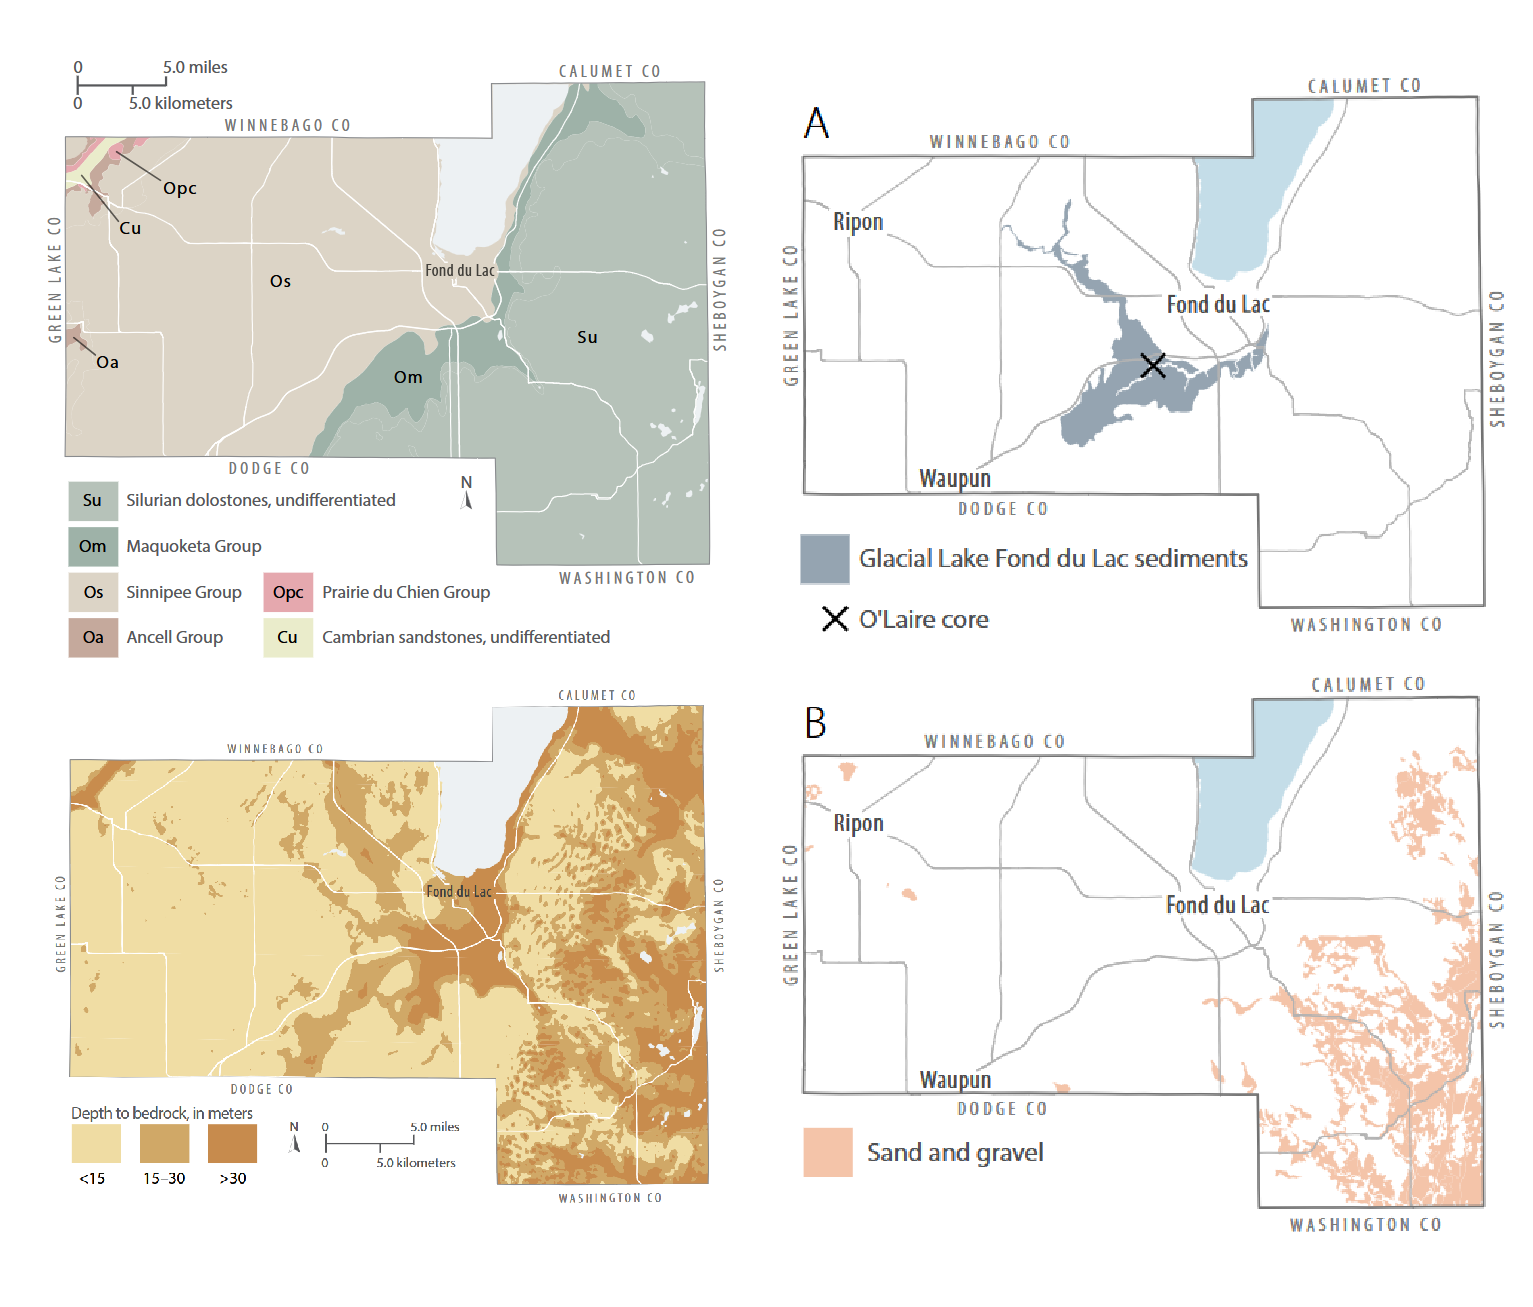 0 5.0 miles
0 5.0 kilometers
CALUMET CO
WINNEBAGO CO
GREEN LAKE CO
SHEBOYGAN CO
Opc
Cu
Fond du Lac
Os
Su
Oa
Om
DODGE CO
N
WASHINGTON CO
Su Silurian dolostones, undifferentiated
Om Maquoketa Group
Os Sinnipee Group Opc Prairie du Chien Group
Oa Ancell Group Cu Cambrian sandstones, undifferentiated
A
CALUMET CO
WINNEBAGO CO
Ripon
GREEN LAKE CO
SHEBOYGAN CO
Fond du Lac
Waupun
DODGE CO
WASHINGTON CO
Glacial Lake Fond du Lac sediments
O'Laire core
CALUMET CO
WINNEBAGO CO
GREEN LAKE CO
SHEBOYGAN CO
Fond du Lac
DODGE CO
Depth to bedrock, in meters
<15 15–30 >30
N
0 5.0 miles
0 5.0 kilometers
WASHINGTON CO
B
CALUMET CO
WINNEBAGO CO
Ripon
GREEN LAKE CO
SHEBOYGAN CO
Fond du Lac
Waupun
DODGE CO
Sand and gravel
WASHINGTON CO